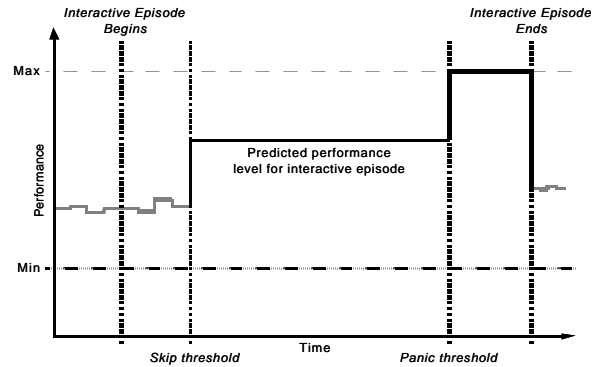 Interactive Episode
Begins
Interactive Episode
Ends
Max
Predicted performance
level for interactive episode
Performance
Min
Time
Skip threshold
Panic threshold